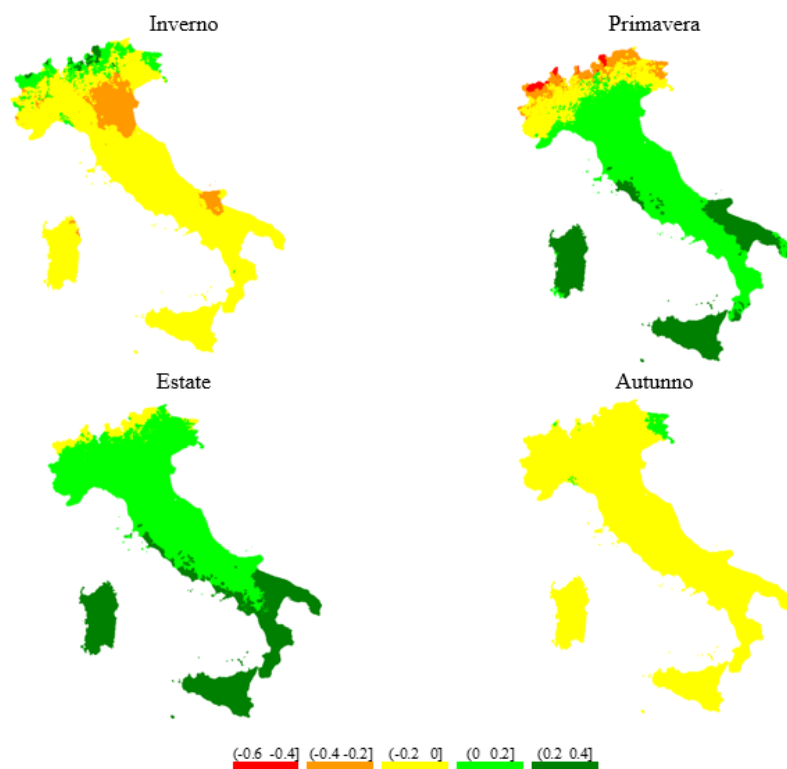 Inverno
Primavera
Estate
Autunno
(-0.6 -0.4] (-0.4 -0.2] (-0.2 0] (0 0.2] (0.2 0.4]